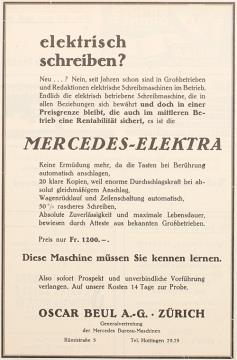 elektrisch
schreiben?
Neu . . . ? Nein, seit Jahren schon sind in Großbetrieben
und Redaktionen elektrische Schreibmaschinen im Betrieb.
Endlich die elektrisch betriebene Schreibmaschine, die in
allen Beziehungen sich bewährt und doch in einer
Preisgrenze bleibt, die auch im mittleren Be-
trieb eine Rentabilität sichert, es ist die
MERCEDES-ELEKTRA
Keine Ermüdung mehr, da die Tasten bei Berührung
automatisch anschlagen,
20 klare Kopien, weil enorme Durchschlagskraft bei ab-
solut gleichmäßigem Anschlag,
Wagenrücklauf und Zeilenschaltung automatisch,
50% rascheres Schreiben,
Absolute Zuverlässigkeit und maximale Lebensdauer,
bewiesen durch Atteste aus bekannten Großbetrieben.
Preis nur Fr. 1200.—.
Diese Maschine müssen Sie kennen lernen.
Also sofort Prospekt und unverbindliche Vorführung
verlangen. Auf unsere Kosten 14 Tage zur Probe.
OSCAR BEUL A.-G. · ZÜRICH
Generalvertretung
der Mercedes Bureau-Maschinen
Rämistraße 5 Tel. Hottingen 79.79